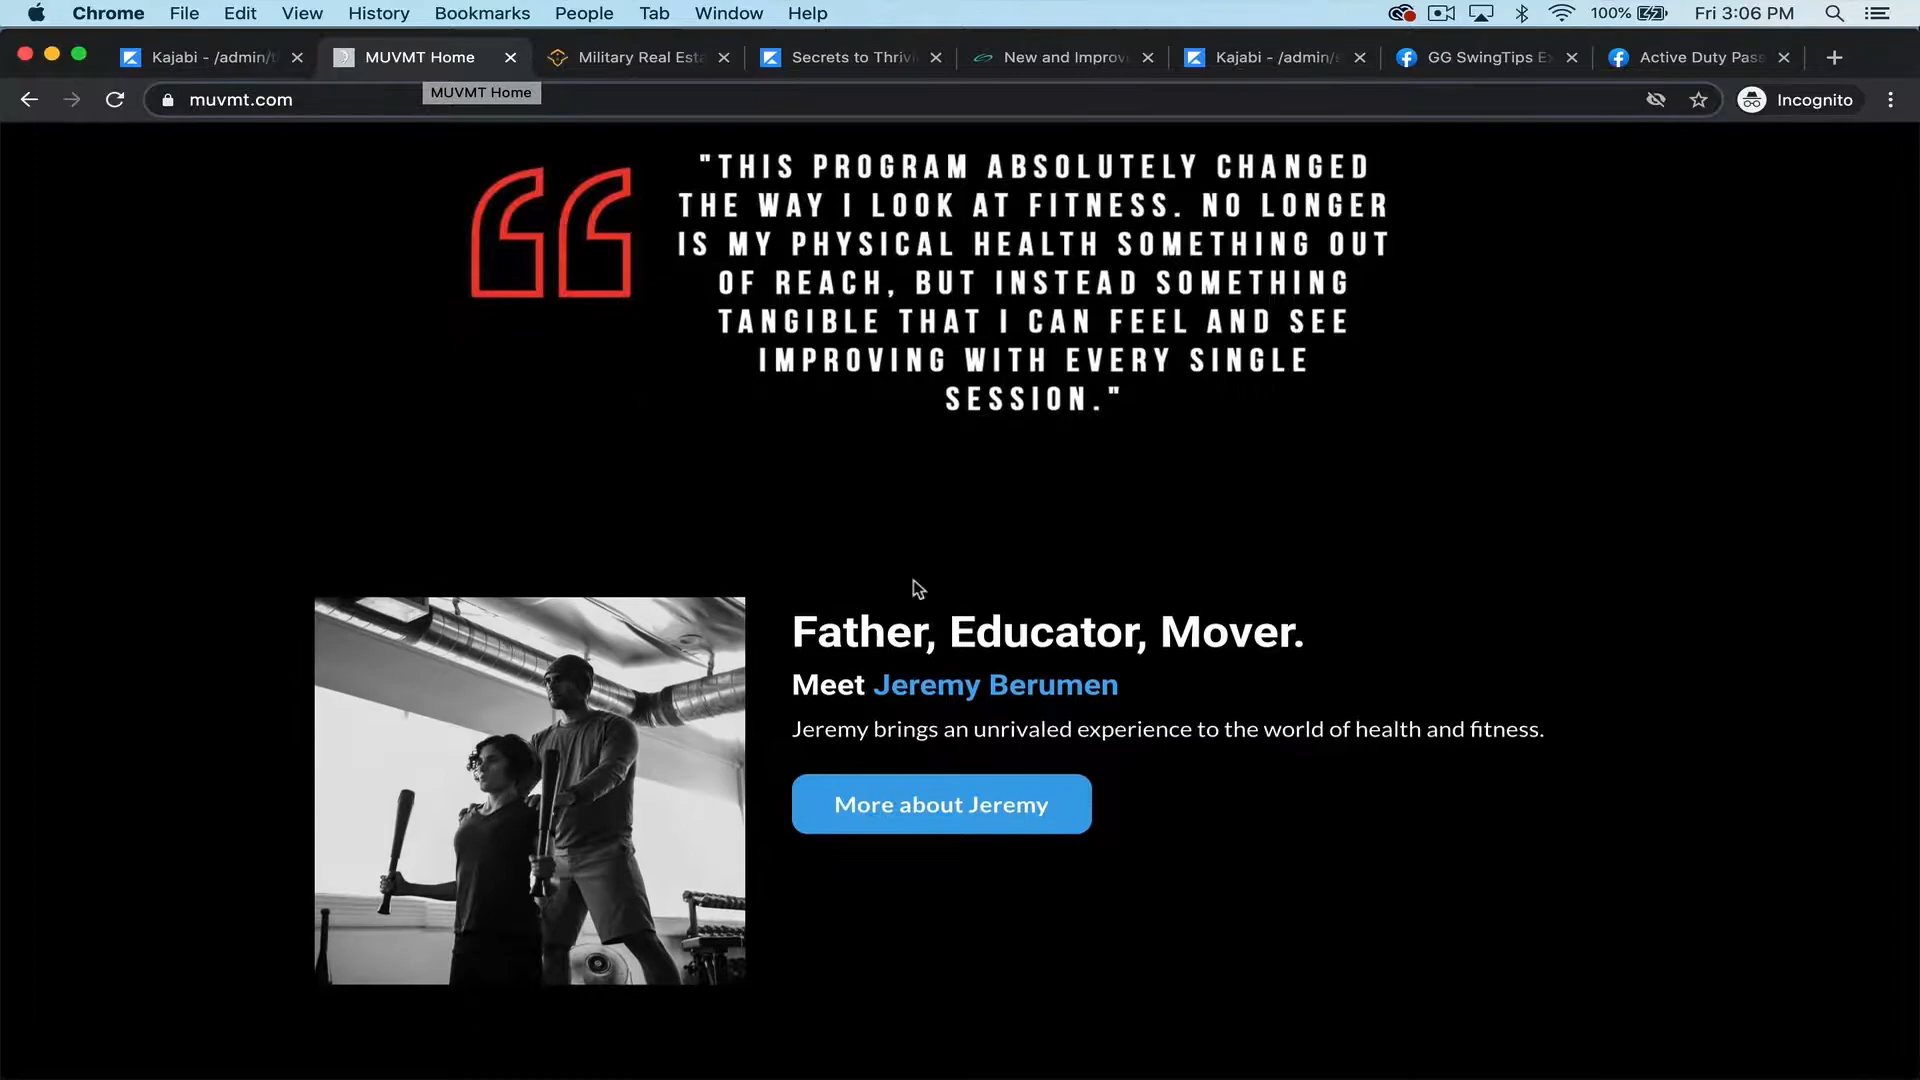 Chrome File Edit View History Bookmarks People Tab Window Help 100% Fri 3:06 PM
Kajabi - /admin/t MUVMT Home Military Real Esta Secrets to Thrivi New and Improv Kajabi - /admin/s GG SwingTips Ex Active Duty Pass
muvmt.com Incognito
MUVMT Home
"THIS PROGRAM ABSOLUTELY CHANGED
THE WAY I LOOK AT FITNESS. NO LONGER
IS MY PHYSICAL HEALTH SOMETHING OUT
OF REACH, BUT INSTEAD SOMETHING
TANGIBLE THAT I CAN FEEL AND SEE
IMPROVING WITH EVERY SINGLE
SESSION."
Father, Educator, Mover.
Meet Jeremy Berumen
Jeremy brings an unrivaled experience to the world of health and fitness.
More about Jeremy